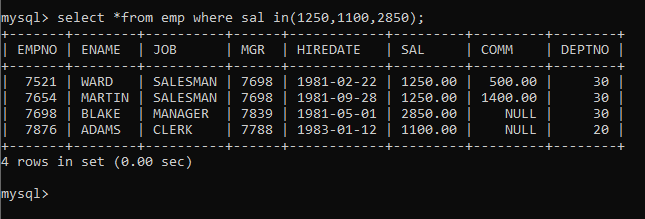 mysql> select *from emp where sal in(1250,1100,2850);
+-------+--------+----------+------+------------+---------+---------+--------+
| EMPNO | ENAME  | JOB      | MGR  | HIREDATE   | SAL     | COMM    | DEPTNO |
+-------+--------+----------+------+------------+---------+---------+--------+
|  7521 | WARD   | SALESMAN | 7698 | 1981-02-22 | 1250.00 |  500.00 |     30 |
|  7654 | MARTIN | SALESMAN | 7698 | 1981-09-28 | 1250.00 | 1400.00 |     30 |
|  7698 | BLAKE  | MANAGER  | 7839 | 1981-05-01 | 2850.00 |    NULL |     30 |
|  7876 | ADAMS  | CLERK    | 7788 | 1983-01-12 | 1100.00 |    NULL |     20 |
+-------+--------+----------+------+------------+---------+---------+--------+
4 rows in set (0.00 sec)
mysql>